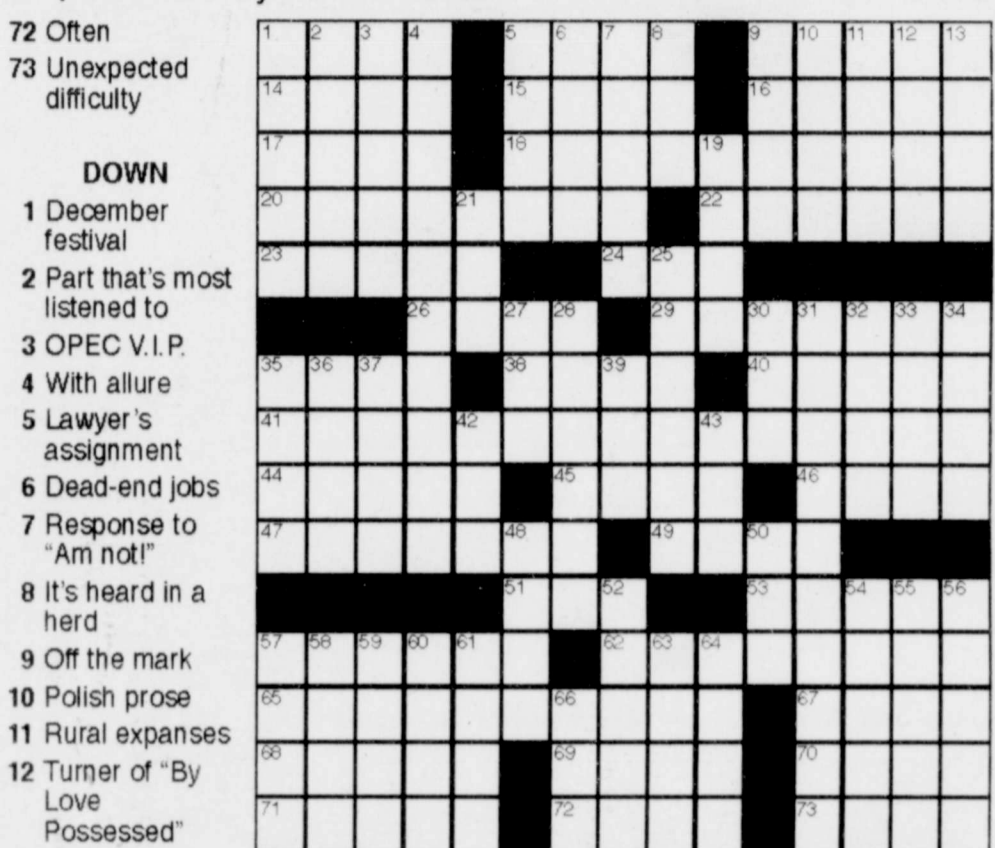 72 Often
73 Unexpected
difficulty
DOWN
1 December
festival
2 Part that's most
listened to
3 OPEC V.I.P.
4 With allure
5 Lawyer's
assignment
6 Dead-end jobs
7 Response to
"Am not!"
8 It's heard in a
herd
9 Off the mark
10 Polish prose
11 Rural expanses
12 Turner of "By
Love
Possessed"
1 2 3 4 5 6 7 8 9 10 11 12 13
14 15 16
17 18 19
20 21 22
23 24 25
26 27 28 29 30 31 32 33 34
35 36 37 38 39 40
41 42 43
44 45 46
47 48 49 50
51 52 53 54 55 56
57 58 59 60 61 62 63 64
65 66 67
68 69 70
71 72 73